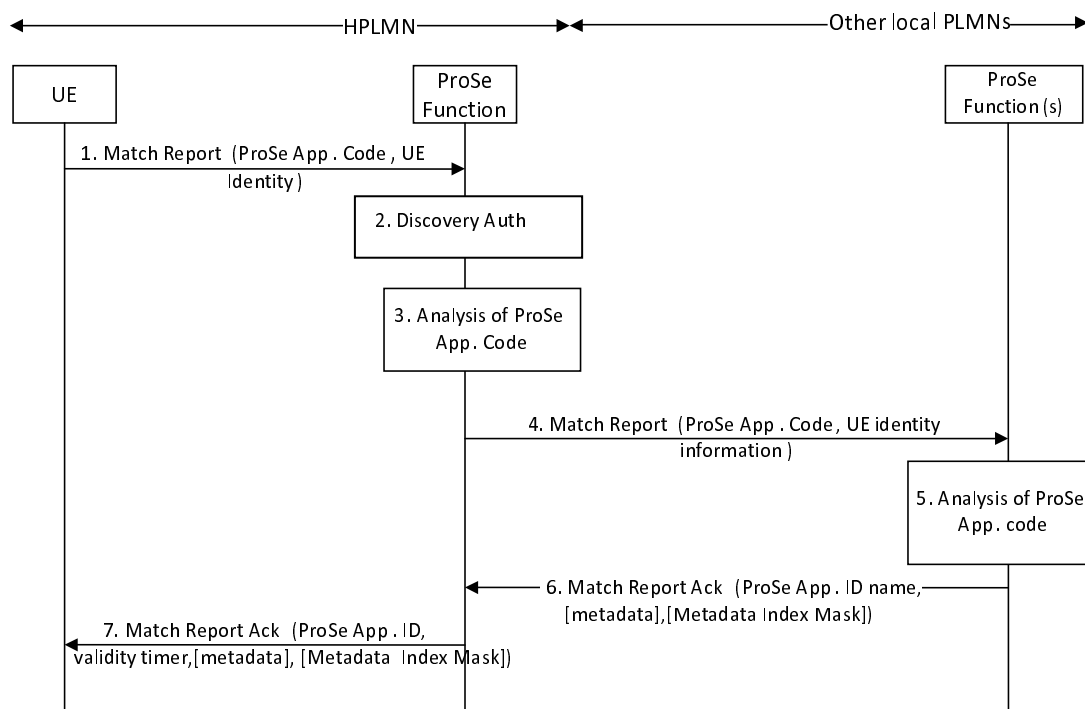 HPLMN
Other local PLMNs
UE
ProSe
Function
ProSe
Function (s)
1. Match Report (ProSe App . Code , UE
Identity )
2. Discovery Auth
3. Analysis of ProSe
App . Code
4. Match Report (ProSe App . Code, UE identity
information )
5. Analysis of ProSe
App . code
6. Match Report Ack (ProSe App . ID name,
[metadata],[Metadata Index Mask])
7. Match Report Ack (ProSe App . ID,
validity timer,[metadata], [Metadata Index Mask])